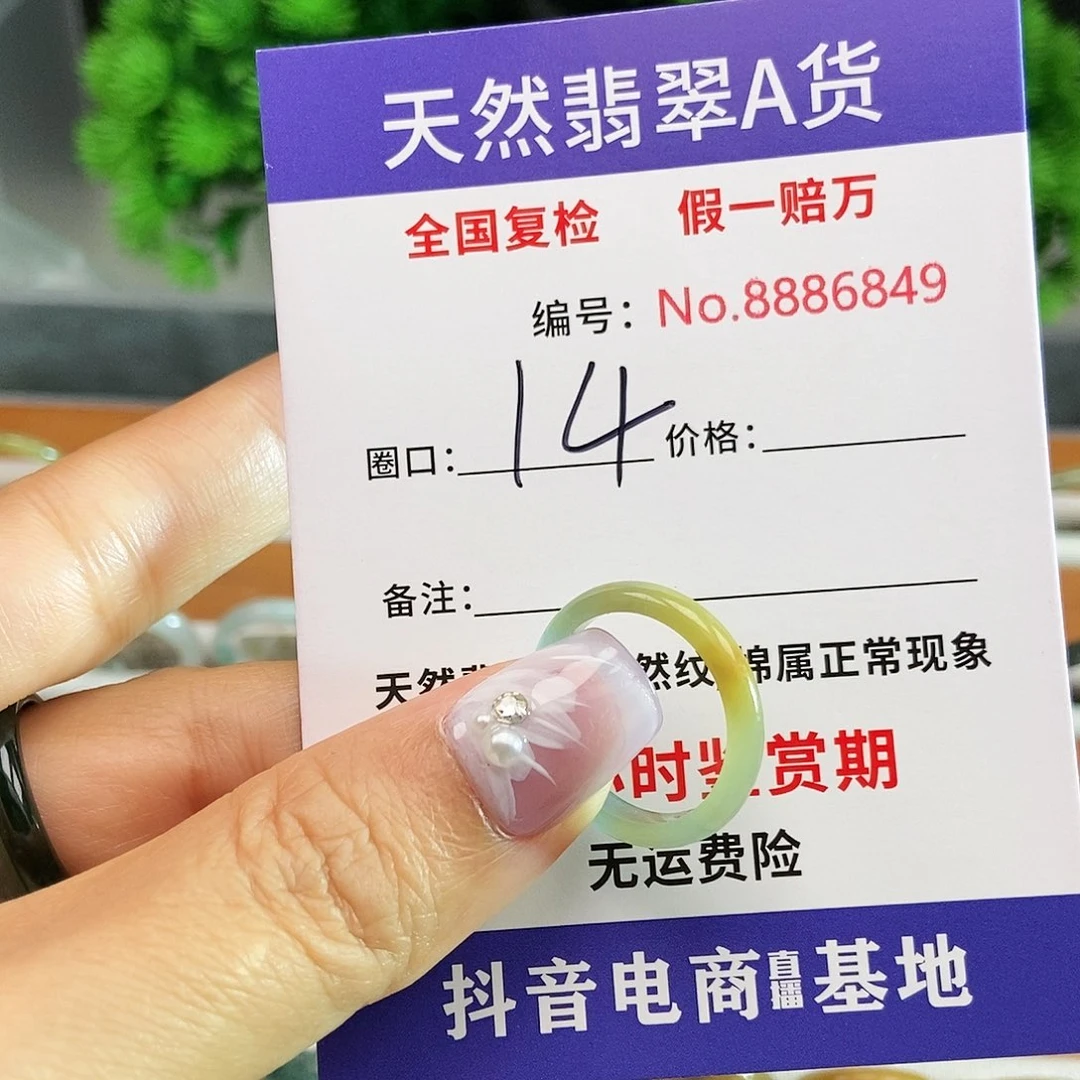 天然翡翠A货
全国复检 假一赔万
编号：No.8886849
圈口：14 价格：
备注：
天然 然纹 棉属正常现象
时鉴赏期
无运费险
抖音电商直播基地